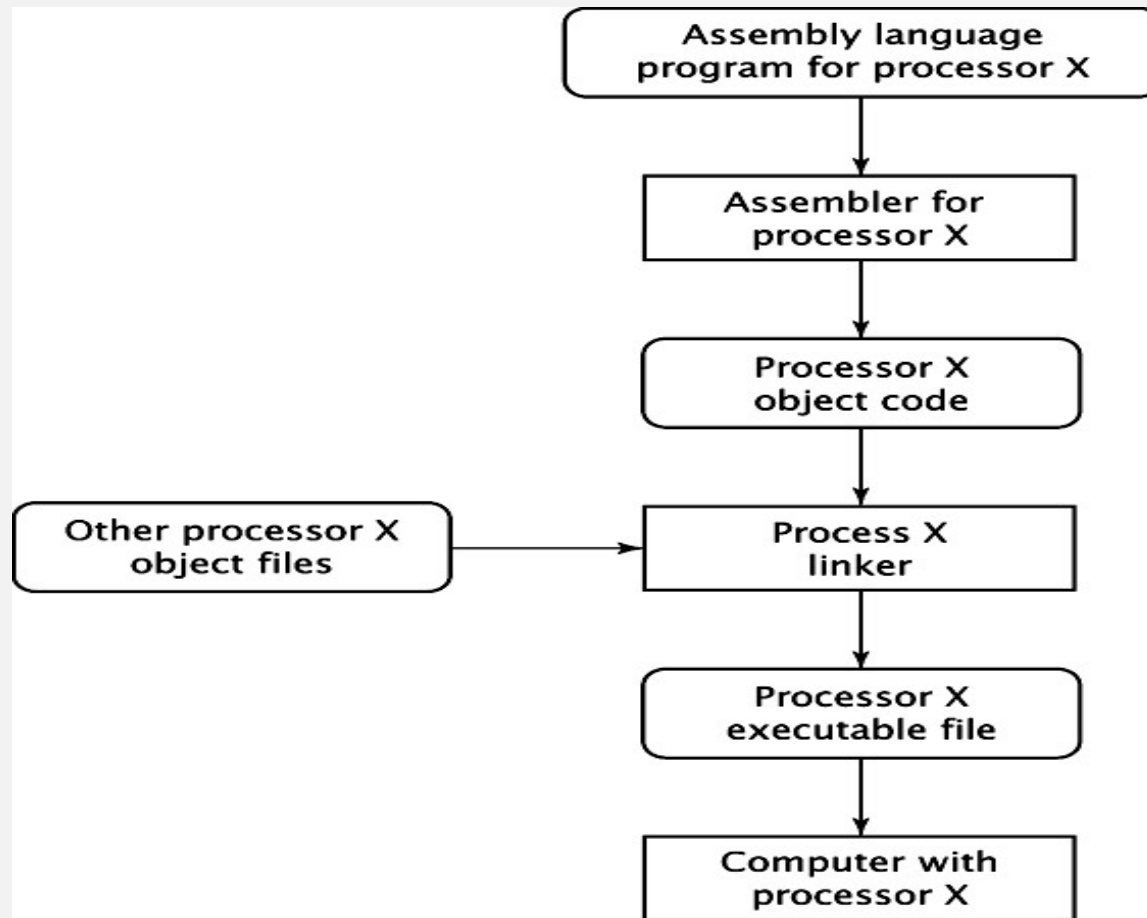 Assembly language
program for processor X
Assembler for
processor X
Processor X
object code
Other processor X
object files
Process X
linker
Processor X
executable file
Computer with
processor X